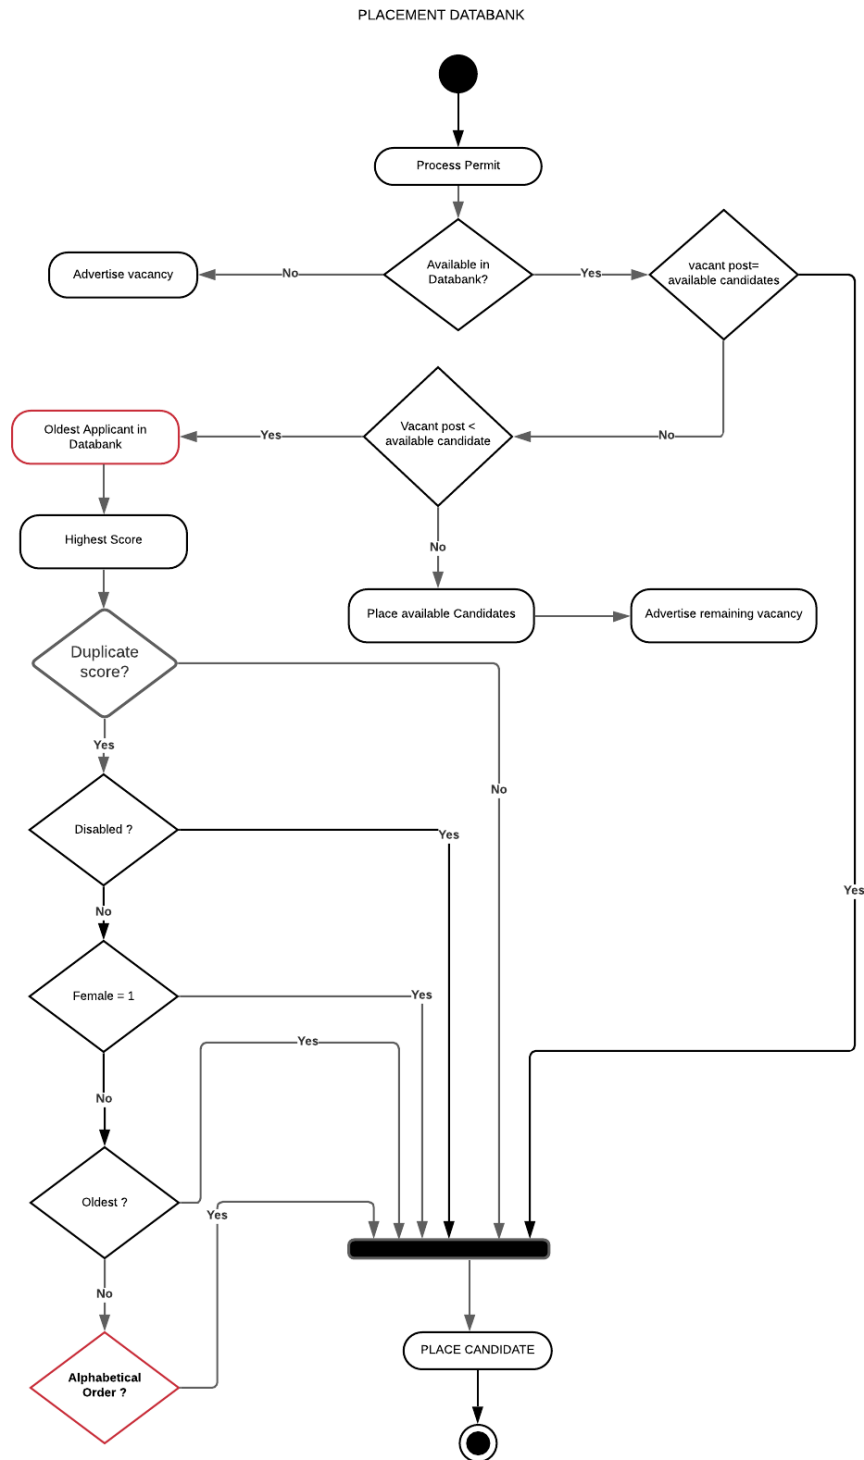 PLACEMENT DATABANK
Process Permit
Available in
Databank?
No
Advertise vacancy
Yes
vacant post=
available candidates
Vacant post <
available candidate
No
Yes
Oldest Applicant in
Databank
Highest Score
No
Place available Candidates
Advertise remaining vacancy
Duplicate
score?
Yes
No
Disabled ?
Yes
No
Yes
Female = 1
Yes
Yes
No
Oldest ?
Yes
No
PLACE CANDIDATE
Alphabetical
Order ?